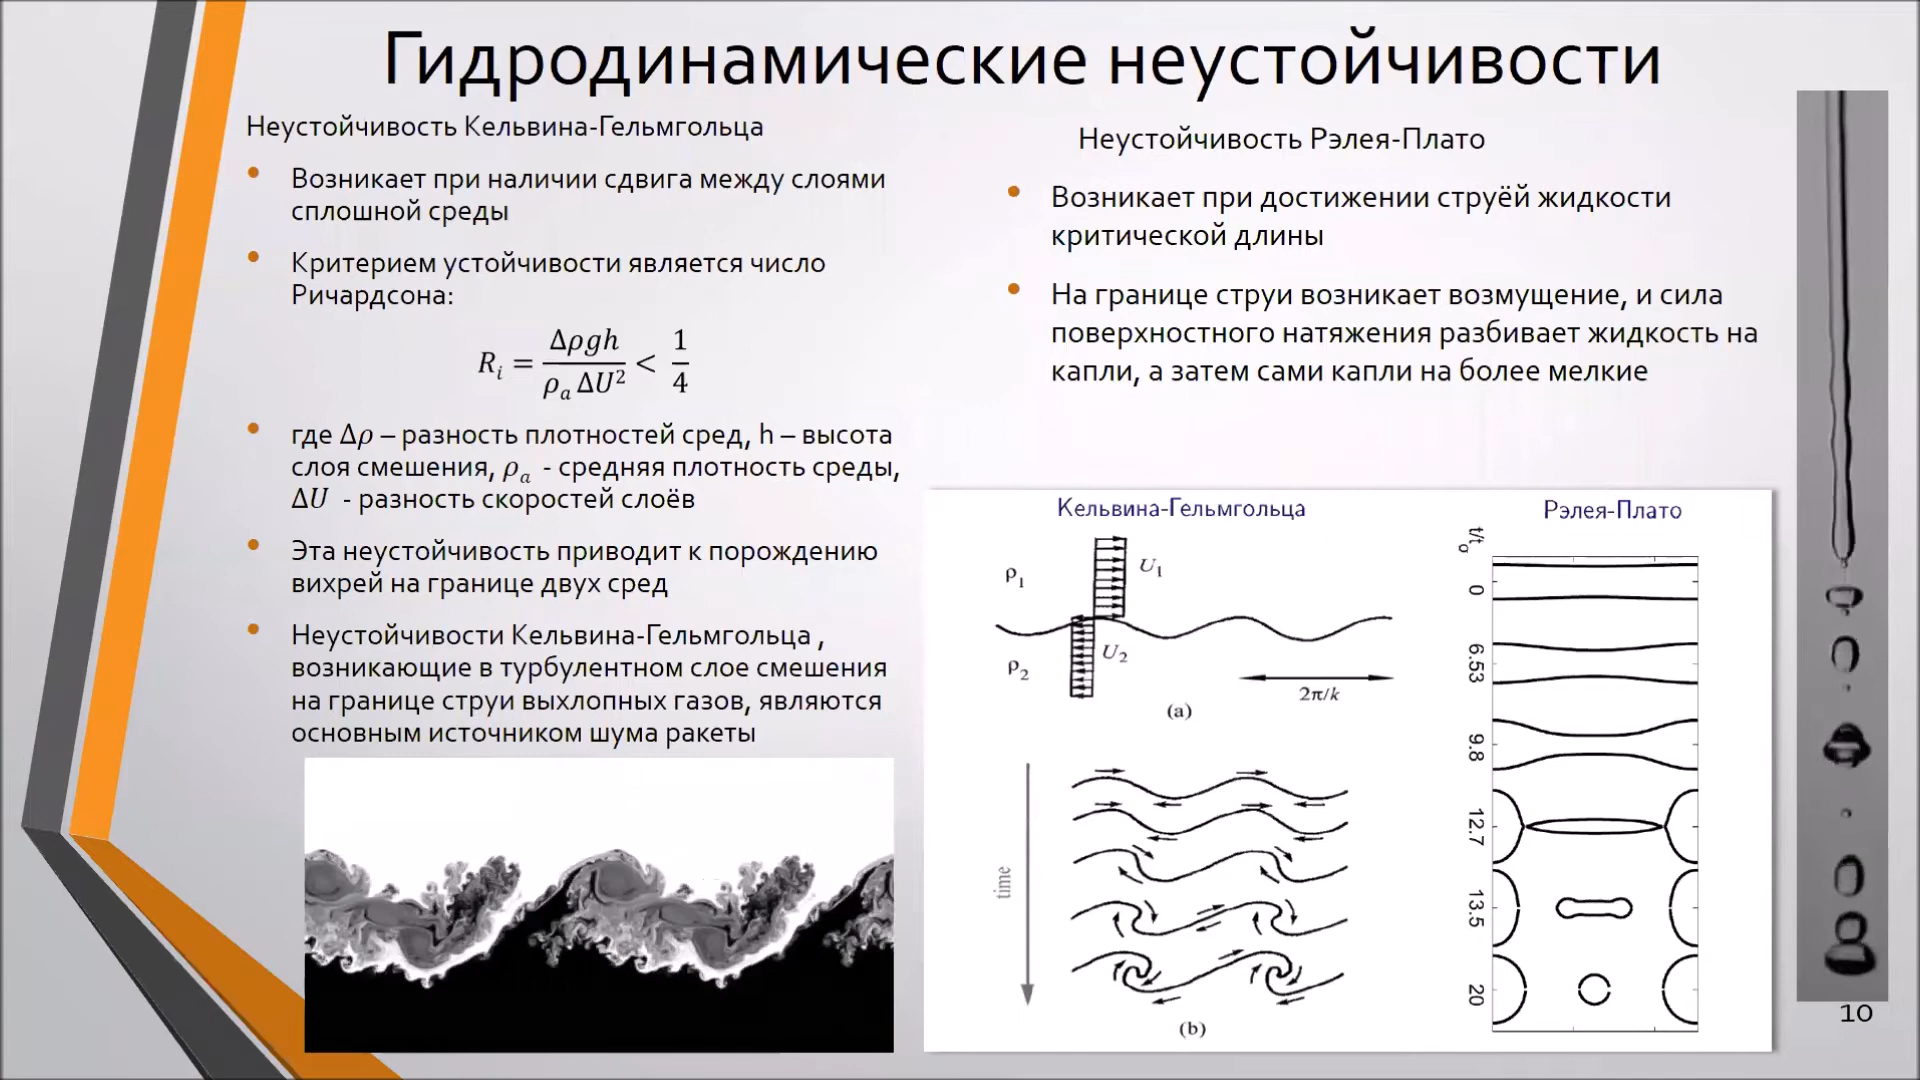 Гидродинамические неустойчивости
Неустойчивость Кельвина-Гельмгольца
• Возникает при наличии сдвига между слоями
сплошной среды
• Критерием устойчивости является число
Ричардсона:
R_i = Δρgh / (ρ_a ΔU²) < 1/4
• где Δρ – разность плотностей сред, h – высота
слоя смешения, ρ_a - средняя плотность среды,
ΔU - разность скоростей слоёв
• Эта неустойчивость приводит к порождению
вихрей на границе двух сред
• Неустойчивости Кельвина-Гельмгольца ,
возникающие в турбулентном слое смешения
на границе струи выхлопных газов, являются
основным источником шума ракеты
Неустойчивость Рэлея-Плато
• Возникает при достижении струёй жидкости
критической длины
• На границе струи возникает возмущение, и сила
поверхностного натяжения разбивает жидкость на
капли, а затем сами капли на более мелкие
Кельвина-Гельмгольца
ρ₁
U₁
ρ₂
U₂
2π/k
(a)
time
(b)
Рэлея-Плато
t/t₀
0
6.53
9.8
12.7
13.5
20
10